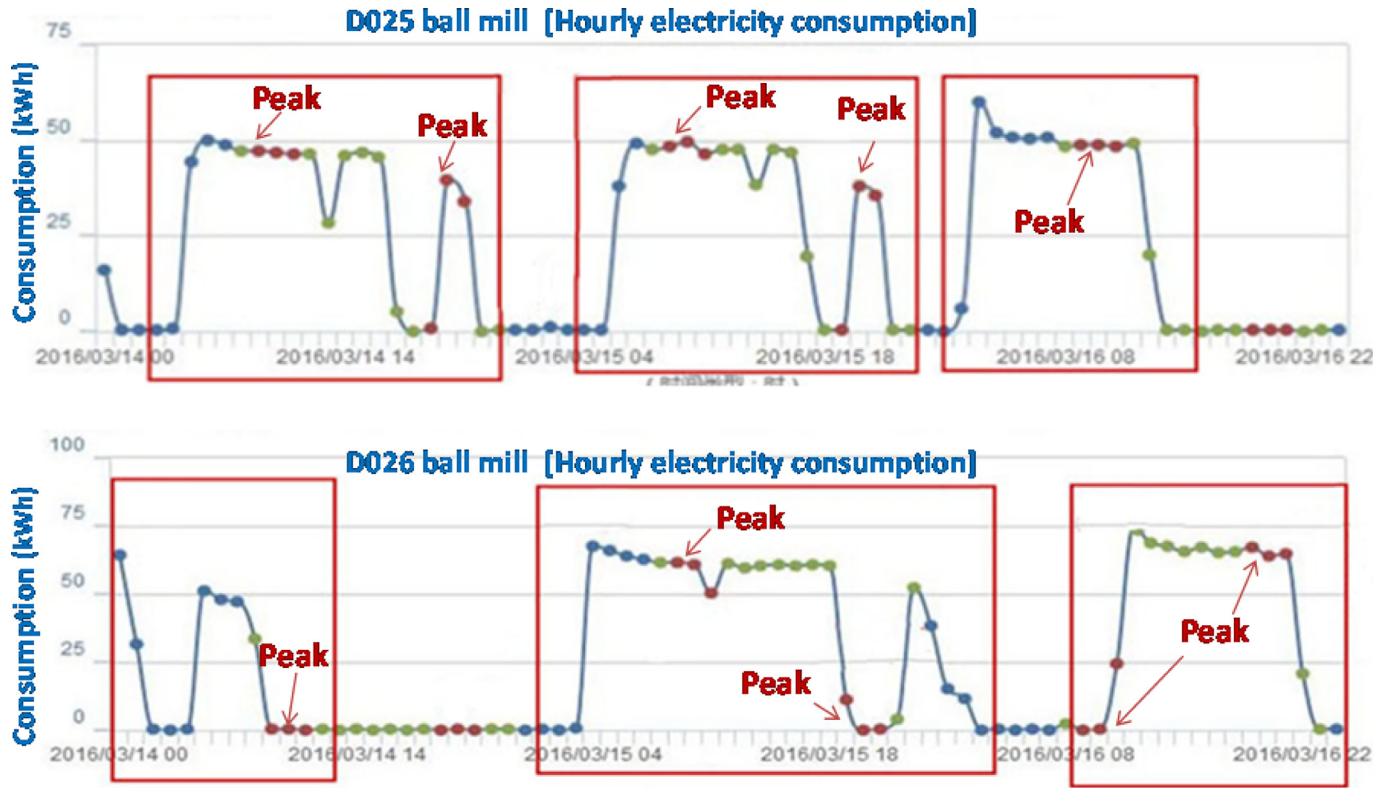 D025 ball mill [Hourly electricity consumption]
Consumption (kWh)
75
50
25
0
Peak
Peak
Peak
Peak
Peak
2016/03/14 00
2016/03/14 14
2016/03/15 04
2016/03/15 18
2016/03/16 08
2016/03/16 22
D026 ball mill [Hourly electricity consumption]
Consumption (kWh)
100
75
50
25
0
Peak
Peak
Peak
Peak
2016/03/14 00
2016/03/14 14
2016/03/15 04
2016/03/15 18
2016/03/16 08
2016/03/16 22